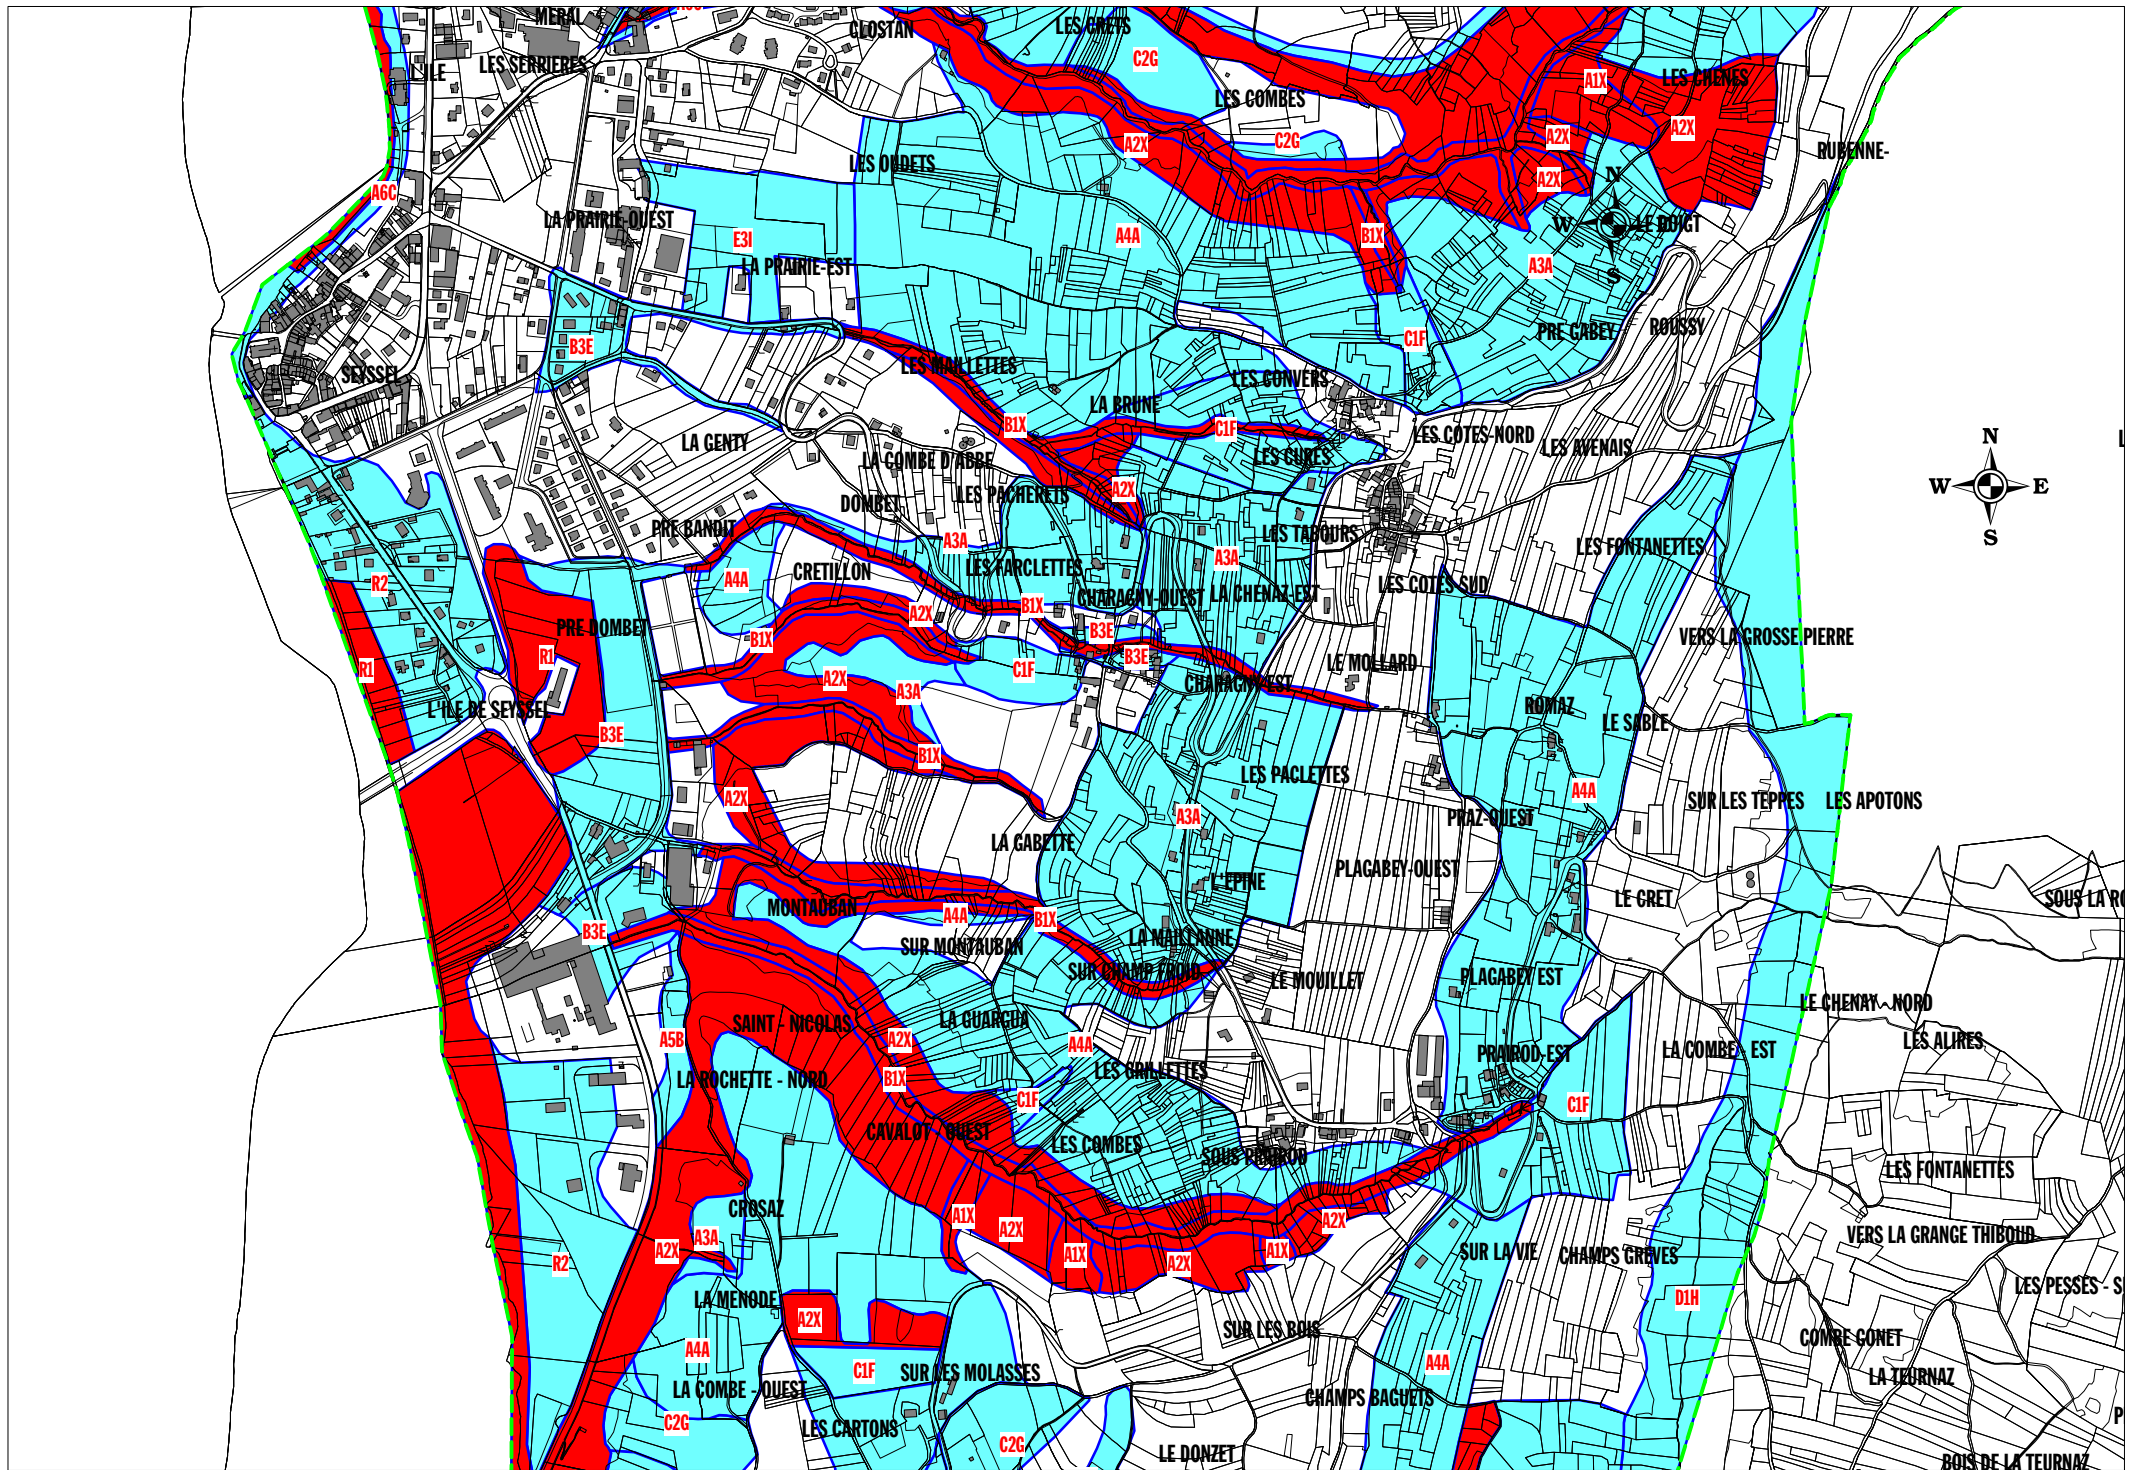 MERAL
CLOSTAN
LES CRETS
C2G
L'ILE
LES SERRIERES
LES COMBES
A1X
LES CHENES
A2X
C2G
A2X
A2X
RUBENNE-
LES OUDETS
A6C
A2X
N
LA PRAIRIE-OUEST
E3I
A4A
B1X
W
LE DOIGT
LA PRAIRIE-EST
A3A
S
B3E
C1F
PRE GABEY
ROUSSY
SEYSSEL
LES MAILLETTES
LES CONVERS
LA BRUNE
B1X
C1F
LA GENTY
LES COTES-NORD
LES AVENAIS
N
LA COMBE D'ABBE
LES CURES
W
E
S
DOMBET
LES PACHERETS
A2X
PRE BANDIT
A3A
LES TABOURS
A3A
LES FONTANETTES
R2
A4A
CRETILLON
LES FARCLETTES
CHARAGNY-OUEST
LA CHENAZ-EST
LES COTES-SUD
B1X
A2X
PRE DOMBET
B1X
B3E
VERS LA GROSSE PIERRE
R1
R1
B3E
C1F
LE MOLLARD
A2X
A3A
CHARAGNY-EST
L'ILE DE SEYSSEL
ROMAZ
LE SABLE
B3E
B1X
LES PACLETTES
A2X
A4A
SUR LES TEPPES
LES APOTONS
A3A
PRAZ-OUEST
LA GABETTE
PLAGABEY-OUEST
L'EPINE
LE CRET
MONTAUBAN
A4A
B1X
B3E
SUR MONTAUBAN
LA MAILLANNE
SUR CHAMP FROID
LE MOUILLET
PLAGABEY EST
LE CHENAY - NORD
SAINT - NICOLAS
LA GUARGUA
A5B
A2X
A4A
LES ALIRES
PRAIROD-EST
LA COMBE - EST
LA ROCHETTE - NORD
B1X
LES GRILLETTES
C1F
C1F
CAVALOT - OUEST
LES COMBES
SOUS PRAIROD
LES FONTANETTES
CROSAZ
A1X
A2X
A2X
A3A
A2X
A1X
A2X
A1X
SUR LA VIE
CHAMPS GREVES
VERS LA GRANGE THIBOUD
R2
LA MENODE
D1H
A2X
SUR LES BOIS
COMBE GONET
A4A
C1F
SUR LES MOLASSES
A4A
LA TEURNAZ
LA COMBE - OUEST
CHAMPS BAGUETS
C2G
LES CARTONS
C2G
LE DONZET
BOIS DE LA TEURNAZ